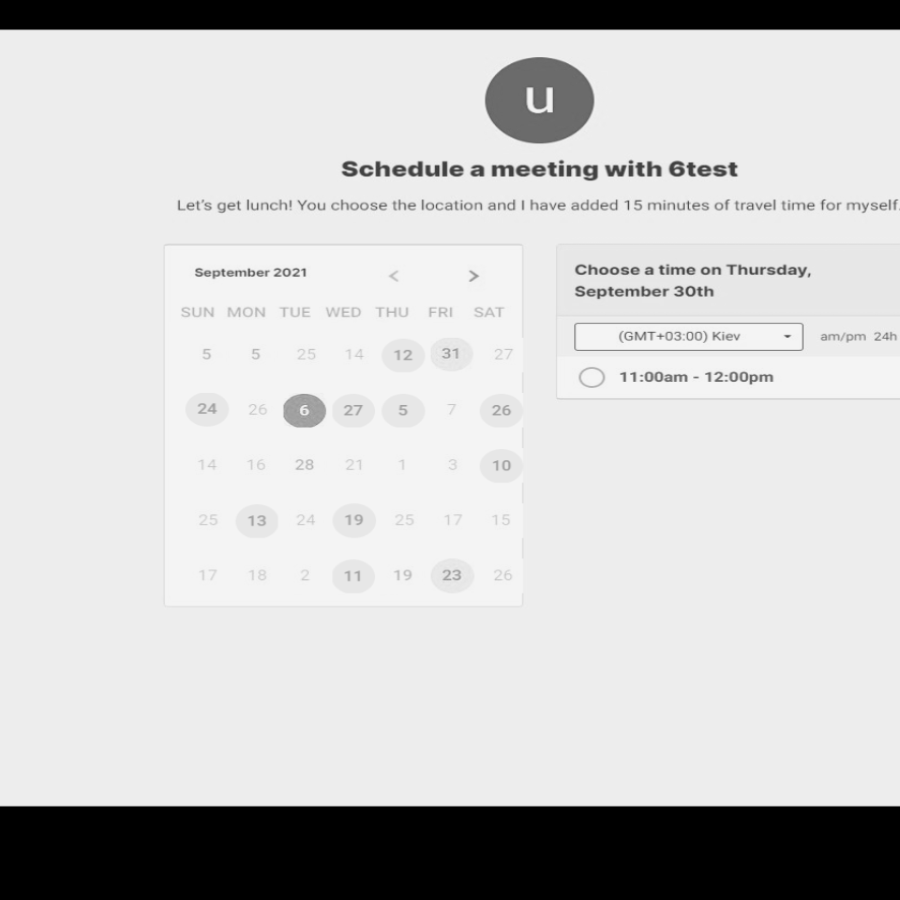 u
Schedule a meeting with 6test
Let's get lunch! You choose the location and I have added 15 minutes of travel time for myself.
September 2021 < >
SUN MON TUE WED THU FRI SAT
5 5 25 14 12 31 27
24 26 6 27 5 7 26
14 16 28 21 1 3 10
25 13 24 19 25 17 15
17 18 2 11 19 23 26
Choose a time on Thursday,
September 30th
(GMT+03:00) Kiev am/pm 24h
11:00am - 12:00pm